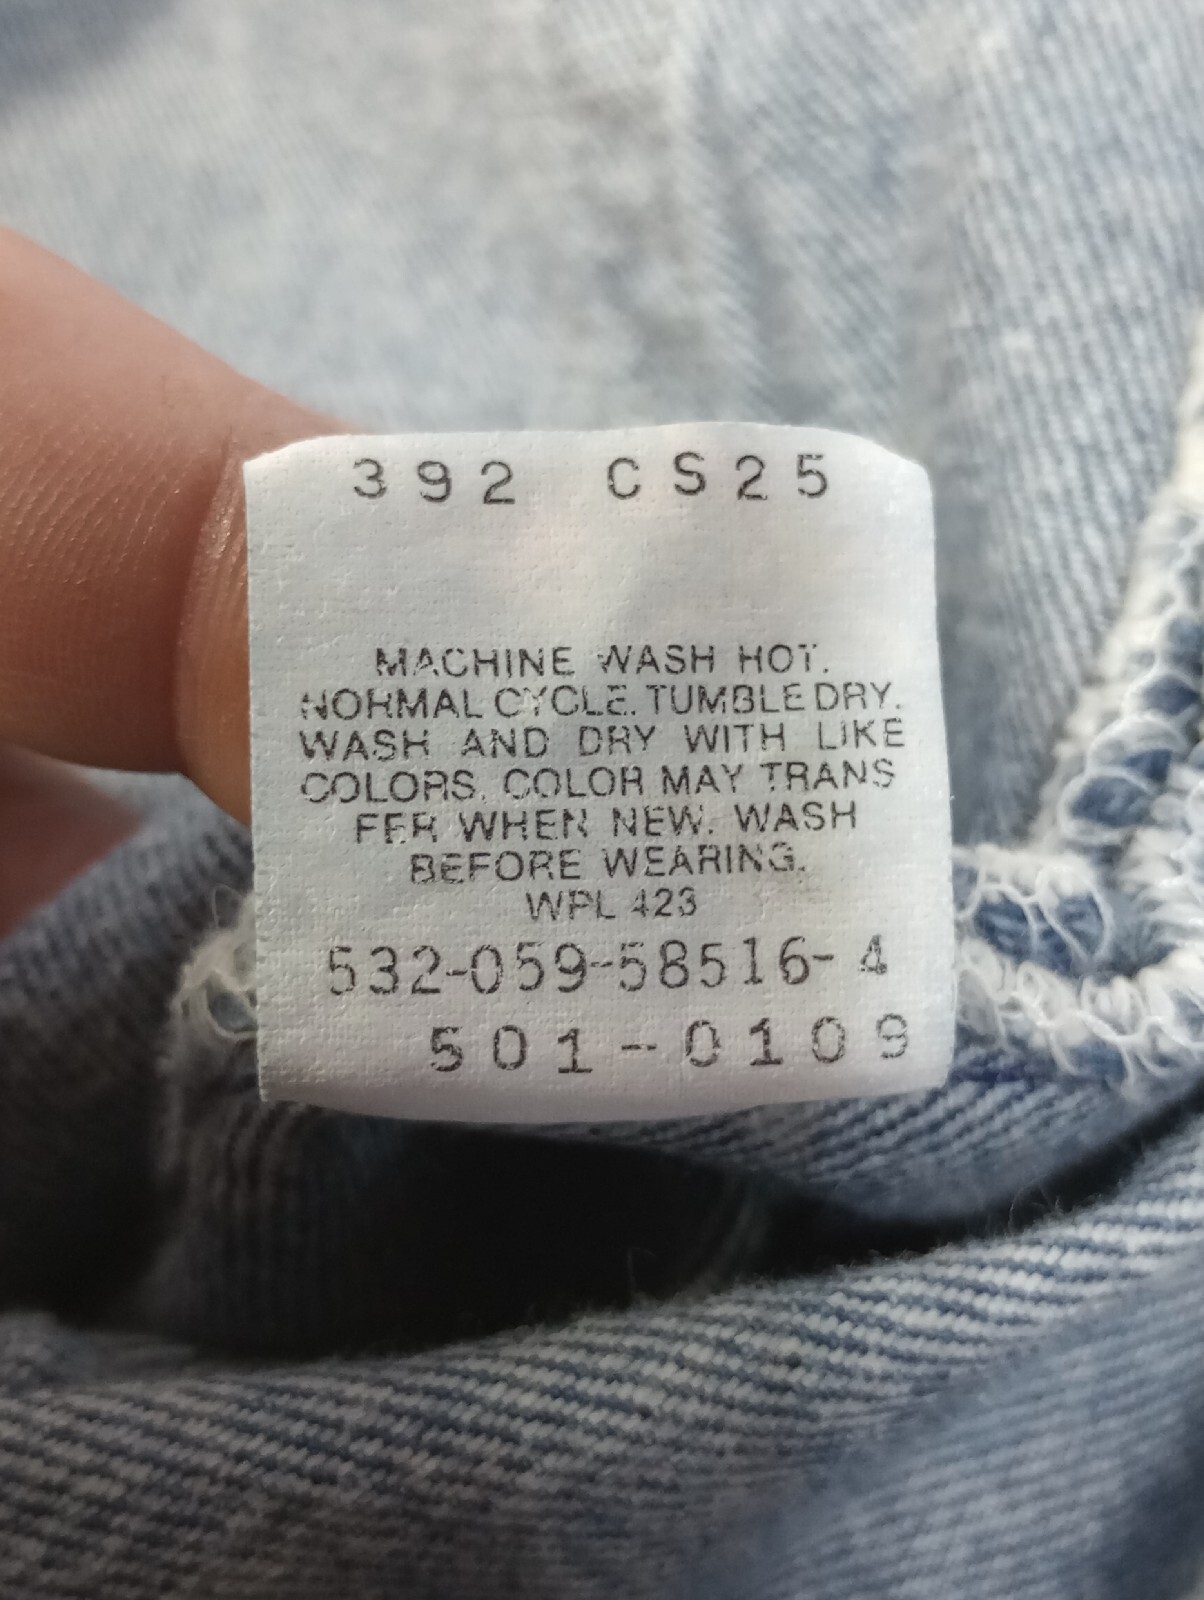 392 CS25
MACHINE WASH HOT.
NORMAL CYCLE. TUMBLE DRY.
WASH AND DRY WITH LIKE
COLORS. COLOR MAY TRANS
FER WHEN NEW. WASH
BEFORE WEARING.
WPL 423
532-059-58516-4
501-0109